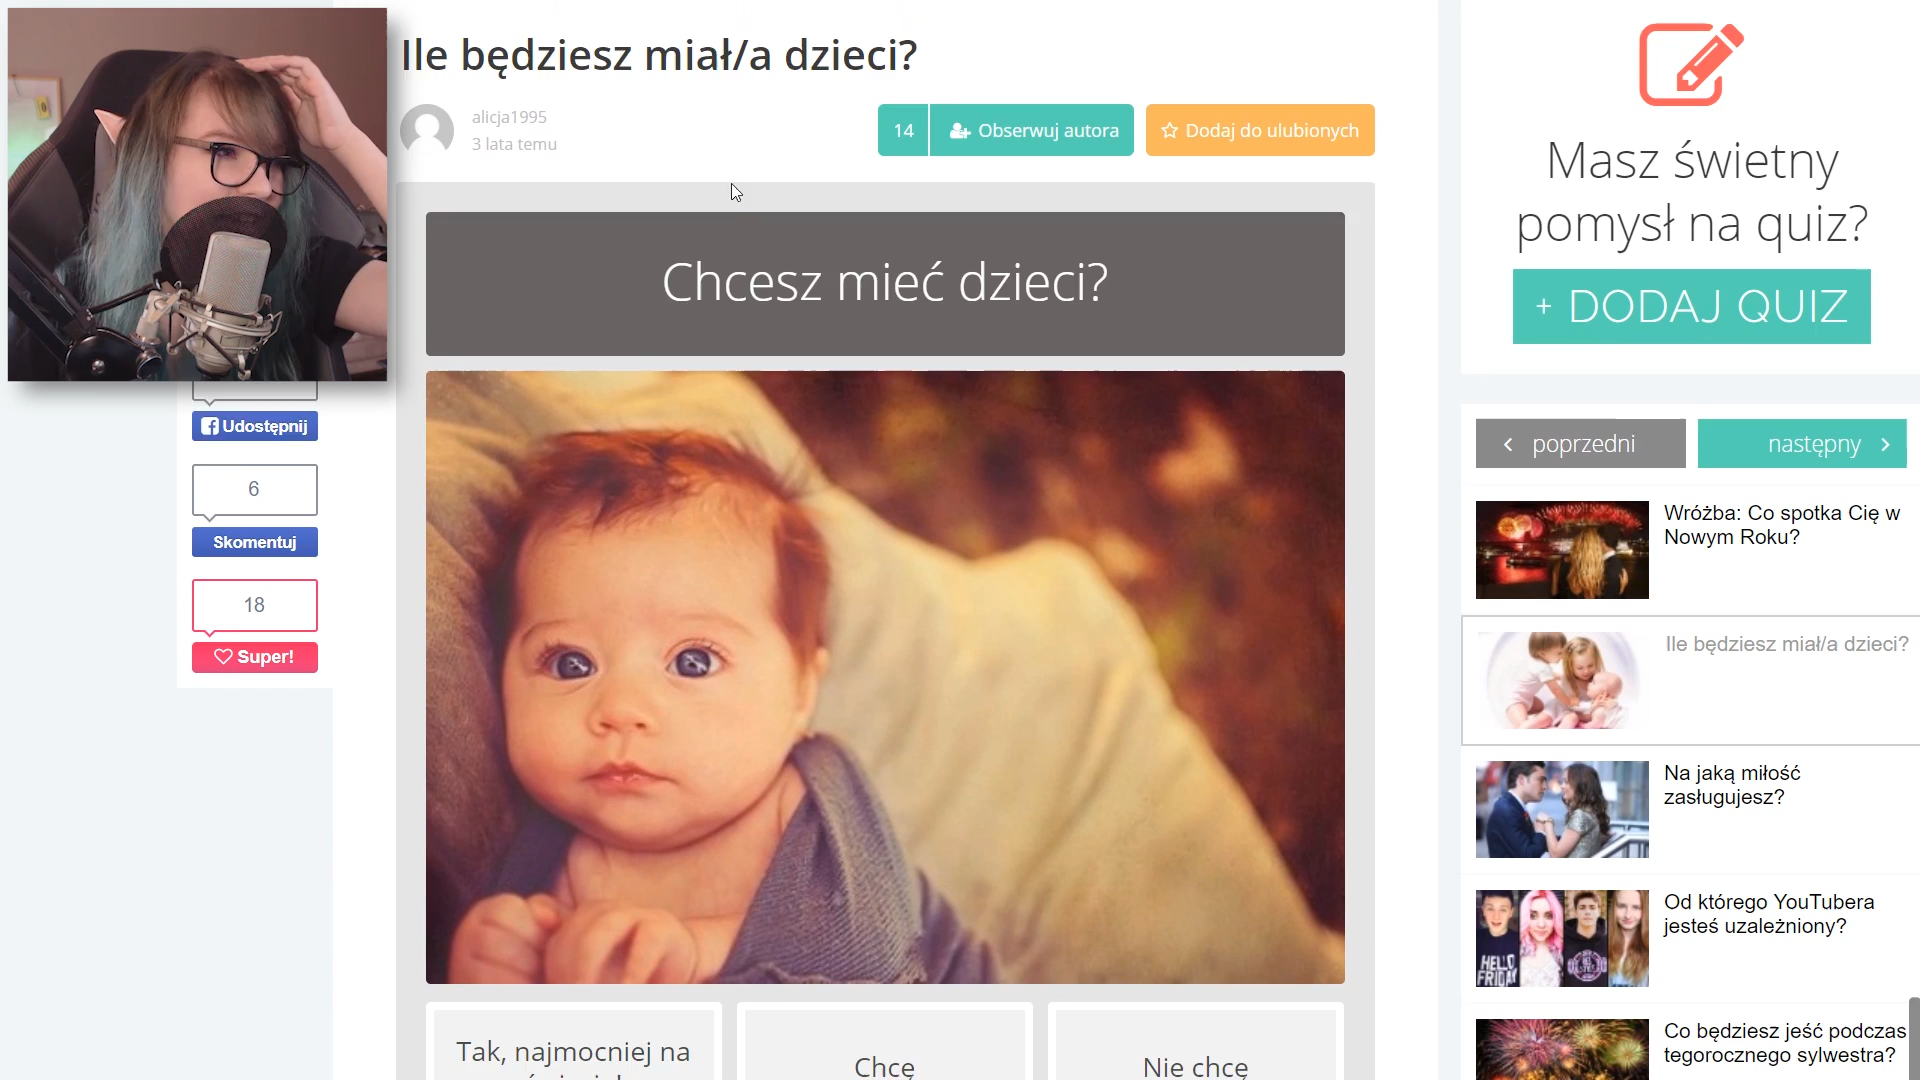 Ile będziesz miał/a dzieci?
alicja1995
3 lata temu
14
Obserwuj autora
Dodaj do ulubionych
Chcesz mieć dzieci?
Udostępnij
6
Skomentuj
18
Super!
Tak, najmocniej na
Chcę
Nie chcę
Masz świetny
pomysł na quiz?
+ DODAJ QUIZ
poprzedni
następny
Wróżba: Co spotka Cię w
Nowym Roku?
Ile będziesz miał/a dzieci?
Na jaką miłość
zasługujesz?
Od którego YouTubera
jesteś uzależniony?
HELLO
FRIDAY
Co będziesz jeść podczas
tegorocznego sylwestra?